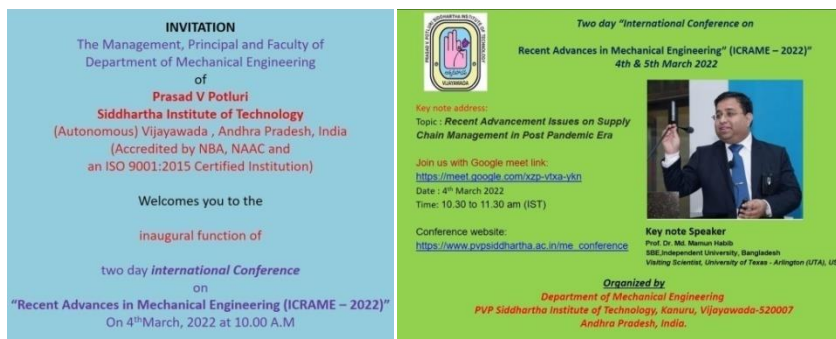 INVITATION
The Management, Principal and Faculty of
Department of Mechanical Engineering
of
Prasad V Potluri
Siddhartha Institute of Technology
(Autonomous) Vijayawada , Andhra Pradesh, India
(Accredited by NBA, NAAC and
an ISO 9001:2015 Certified Institution)
Welcomes you to the
inaugural function of
two day international Conference
on
"Recent Advances in Mechanical Engineering (ICRAME – 2022)"
On 4thMarch, 2022 at 10.00 A.M
Two day "International Conference on
Recent Advances in Mechanical Engineering" (ICRAME – 2022)"
4th & 5th March 2022
VIJAYAWADA
Key note address:
Topic : Recent Advancement Issues on Supply
Chain Management in Post Pandemic Era
Join us with Google meet link:
https://meet.google.com/xzp-vtxa-ykn
Date : 4th March 2022
Time: 10.30 to 11.30 am (IST)
Conference website:
https://www.pvpsiddhartha.ac.in/me_conference
Key note Speaker
Prof. Dr. Md. Mamun Habib
SBE,Independent University, Bangladesh
Visiting Scientist, University of Texas - Arlington (UTA), US
Organized by
Department of Mechanical Engineering
PVP Siddhartha Institute of Technology, Kanuru, Vijayawada-520007
Andhra Pradesh, India.